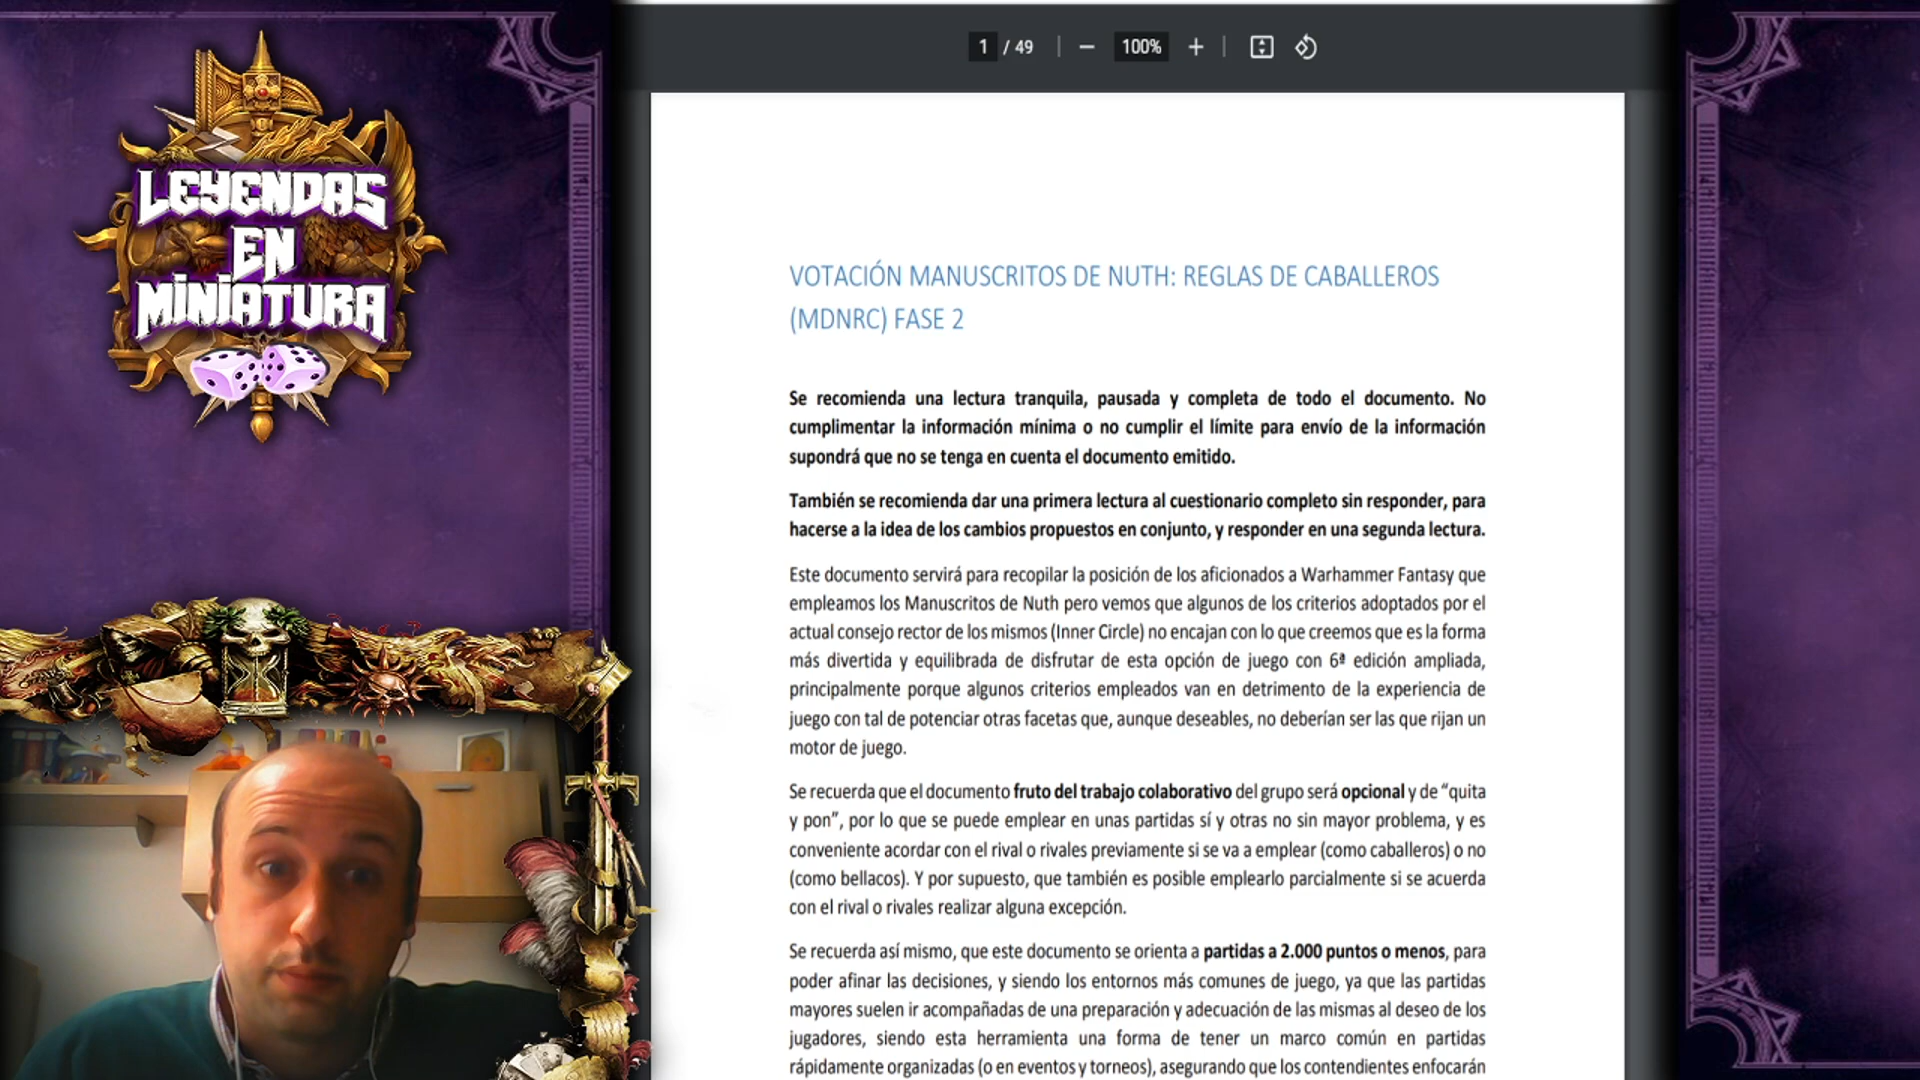 LEYENDAS
EN
MINIATURA
1 / 49
100%
VOTACIÓN MANUSCRITOS DE NUTH: REGLAS DE CABALLEROS
(MDNRC) FASE 2
Se recomienda una lectura tranquila, pausada y completa de todo el documento. No
cumplimentar la información mínima o no cumplir el límite para envío de la información
supondrá que no se tenga en cuenta el documento emitido.
También se recomienda dar una primera lectura al cuestionario completo sin responder, para
hacerse a la idea de los cambios propuestos en conjunto, y responder en una segunda lectura.
Este documento servirá para recopilar la posición de los aficionados a Warhammer Fantasy que
empleamos los Manuscritos de Nuth pero vemos que algunos de los criterios adoptados por el
actual consejo rector de los mismos (Inner Circle) no encajan con lo que creemos que es la forma
más divertida y equilibrada de disfrutar de esta opción de juego con 6ª edición ampliada,
principalmente porque algunos criterios empleados van en detrimento de la experiencia de
juego con tal de potenciar otras facetas que, aunque deseables, no deberían ser las que rijan un
motor de juego.
Se recuerda que el documento fruto del trabajo colaborativo del grupo será opcional y de “quita
y pon”, por lo que se puede emplear en unas partidas sí y otras no sin mayor problema, y es
conveniente acordar con el rival o rivales previamente si se va a emplear (como caballeros) o no
(como bellacos). Y por supuesto, que también es posible emplearlo parcialmente si se acuerda
con el rival o rivales realizar alguna excepción.
Se recuerda así mismo, que este documento se orienta a partidas a 2.000 puntos o menos, para
poder afinar las decisiones, y siendo los entornos más comunes de juego, ya que las partidas
mayores suelen ir acompañadas de una preparación y adecuación de las mismas al deseo de los
jugadores, siendo esta herramienta una forma de tener un marco común en partidas
rápidamente organizadas (o en eventos y torneos), asegurando que los contendientes enfocarán